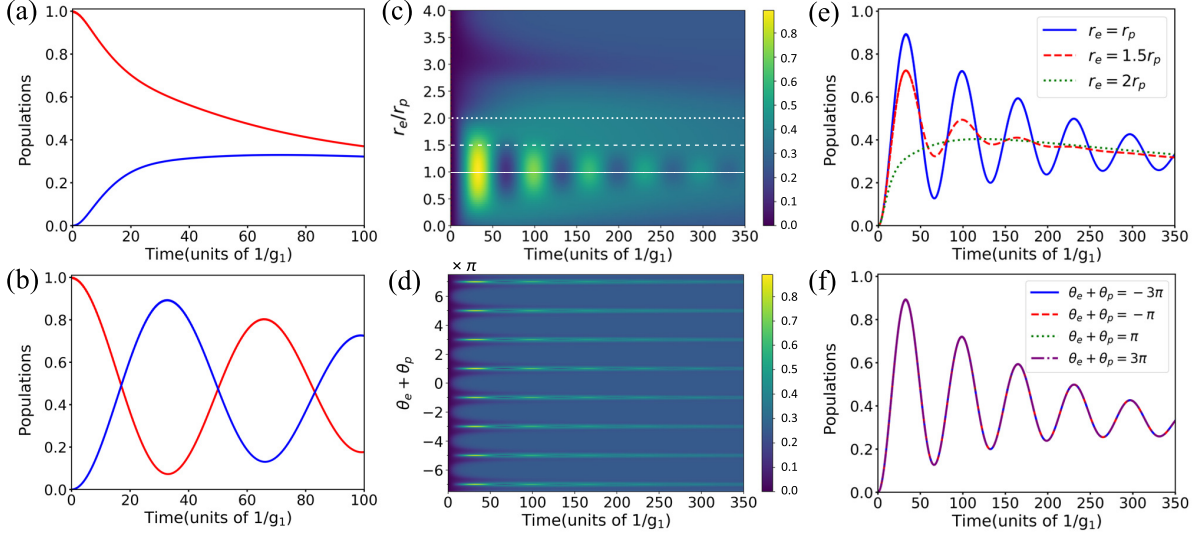 (a)
1.0
0.8
0.6
0.4
0.2
0.0
Populations
0 20 40 60 80 100
Time(units of 1/g₁)
(c)
4.0
3.5
3.0
2.5
2.0
1.5
1.0
0.5
0.0
rₑ/rₚ
0 50 100 150 200 250 300 350
Time(units of 1/g₁)
0.8
0.7
0.6
0.5
0.4
0.3
0.2
0.1
0.0
(e)
1.0
0.8
0.6
0.4
0.2
0.0
Populations
rₑ = rₚ
rₑ = 1.5rₚ
rₑ = 2rₚ
0 50 100 150 200 250 300 350
Time(units of 1/g₁)
(b)
1.0
0.8
0.6
0.4
0.2
0.0
Populations
0 20 40 60 80 100
Time(units of 1/g₁)
(d)
× π
6
4
2
0
−2
−4
−6
θₑ + θₚ
0 50 100 150 200 250 300 350
Time(units of 1/g₁)
0.8
0.7
0.6
0.5
0.4
0.3
0.2
0.1
0.0
(f)
1.0
0.8
0.6
0.4
0.2
0.0
Populations
θₑ + θₚ = − 3π
θₑ + θₚ = − π
θₑ + θₚ = π
θₑ + θₚ = 3π
0 50 100 150 200 250 300 350
Time(units of 1/g₁)